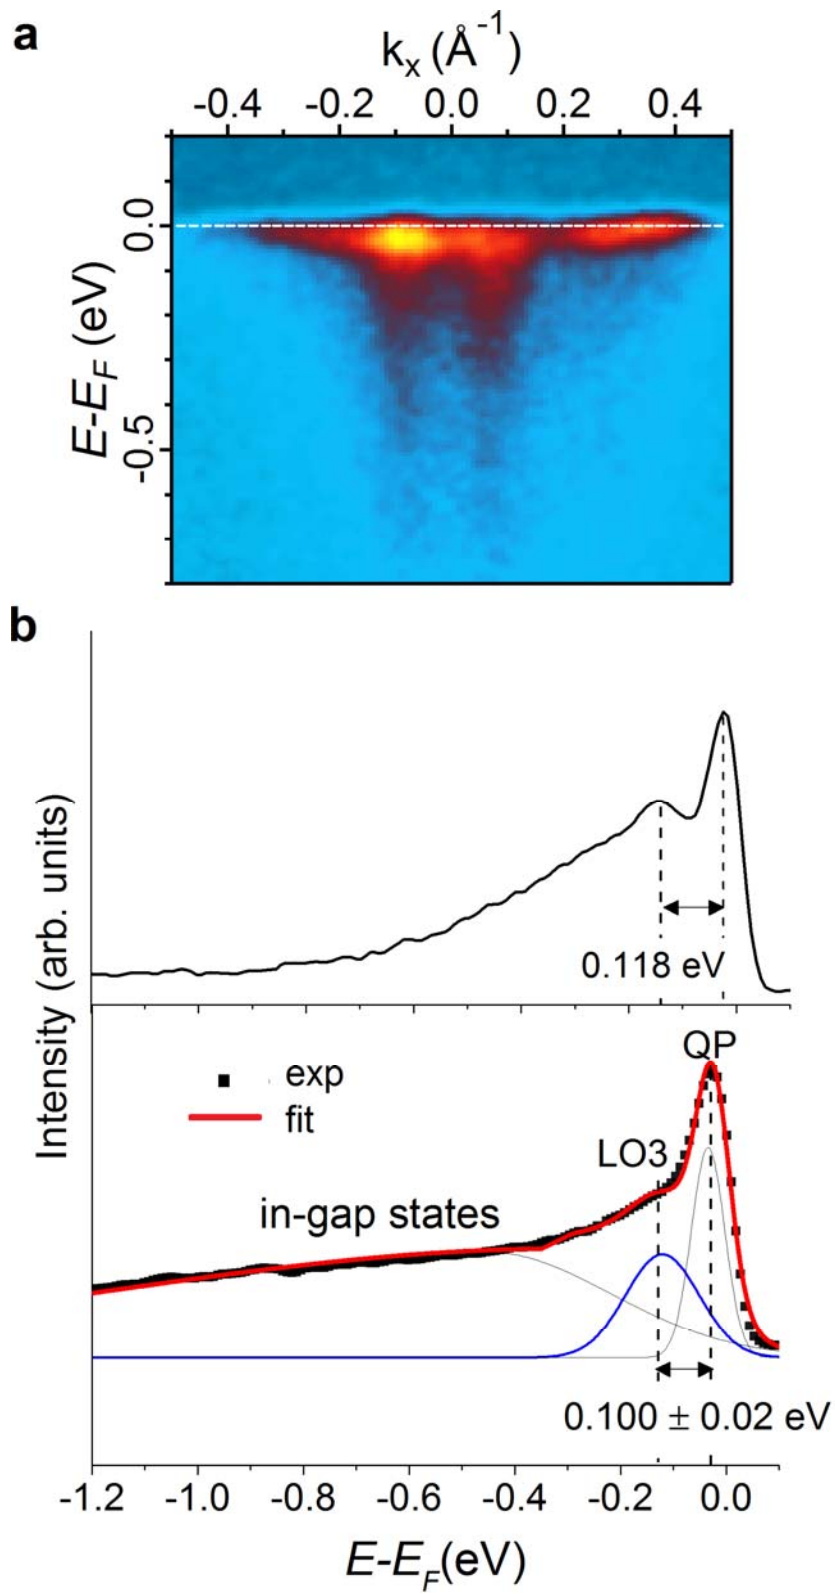 a
kx (Å-1)
-0.4 -0.2 0.0 0.2 0.4
E-EF (eV)
0.0
-0.5
b
Intensity (arb. units)
0.118 eV
QP
exp
fit
LO3
in-gap states
0.100 ± 0.02 eV
-1.2 -1.0 -0.8 -0.6 -0.4 -0.2 0.0
E-EF(eV)